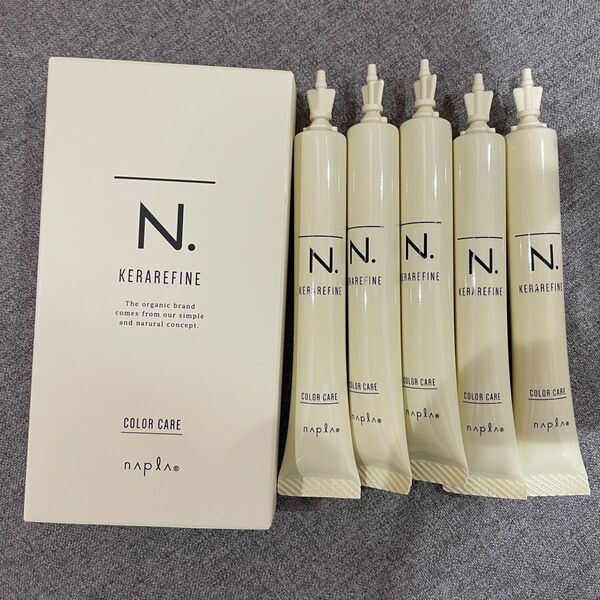 N.
KERAREFINE
The organic brand
comes from our simple
and natural concept.
COLOR CARE
napla®
N.
KERAREFINE
COLOR CARE
napla®
N.
KERAREFINE
COLOR CARE
napla®
N.
KERAREFINE
COLOR CARE
napla®
N.
KERAREFINE
COLOR CARE
napla®
N.
KERAREFINE
COLOR CARE
napla®